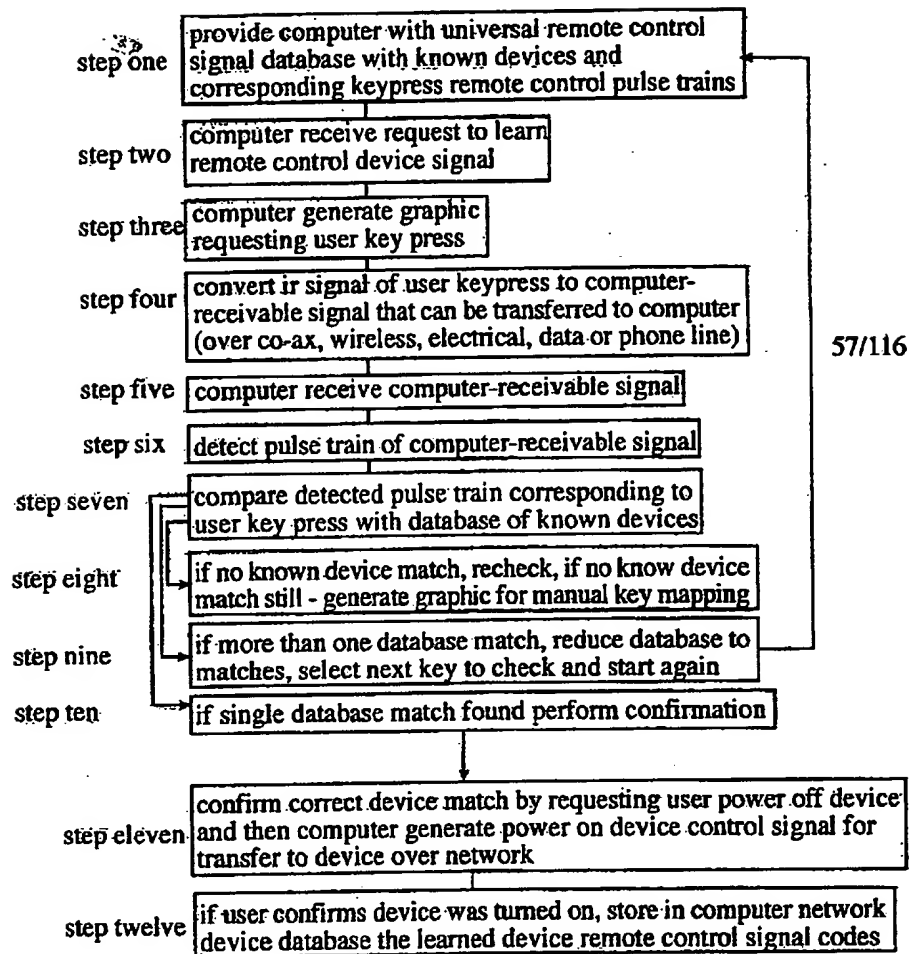 step one
provide computer with universal remote control
signal database with known devices and
corresponding keypress remote control pulse trains
step two
computer receive request to learn
remote control device signal
step three
computer generate graphic
requesting user key press
step four
convert ir signal of user keypress to computer-
receivable signal that can be transferred to computer
(over co-ax, wireless, electrical, data or phone line)
57/116
step five
computer receive computer-receivable signal
step six
detect pulse train of computer-receivable signal
step seven
compare detected pulse train corresponding to
user key press with database of known devices
step eight
if no known device match, recheck, if no know device
match still - generate graphic for manual key mapping
step nine
if more than one database match, reduce database to
matches, select next key to check and start again
step ten
if single database match found perform confirmation
step eleven
confirm correct device match by requesting user power off device
and then computer generate power on device control signal for
transfer to device over network
step twelve
if user confirms device was turned on, store in computer network
device database the learned device remote control signal codes